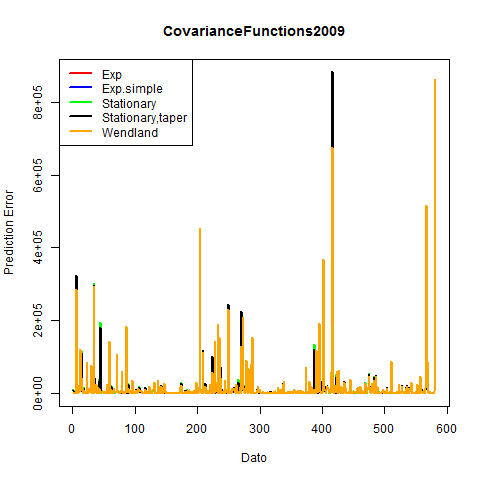 CovarianceFunctions2009
Exp
Exp.simple
Stationary
Stationary,taper
Wendland
Prediction Error
8e+05
6e+05
4e+05
2e+05
0e+00
0 100 200 300 400 500 600
Dato